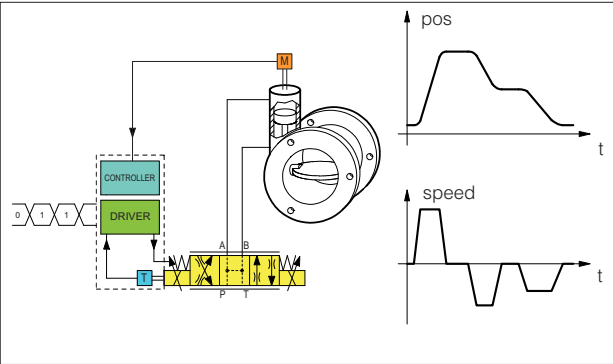 pos
M
t
CONTROLLER
0 1 1
DRIVER
speed
A B
T
t
P T